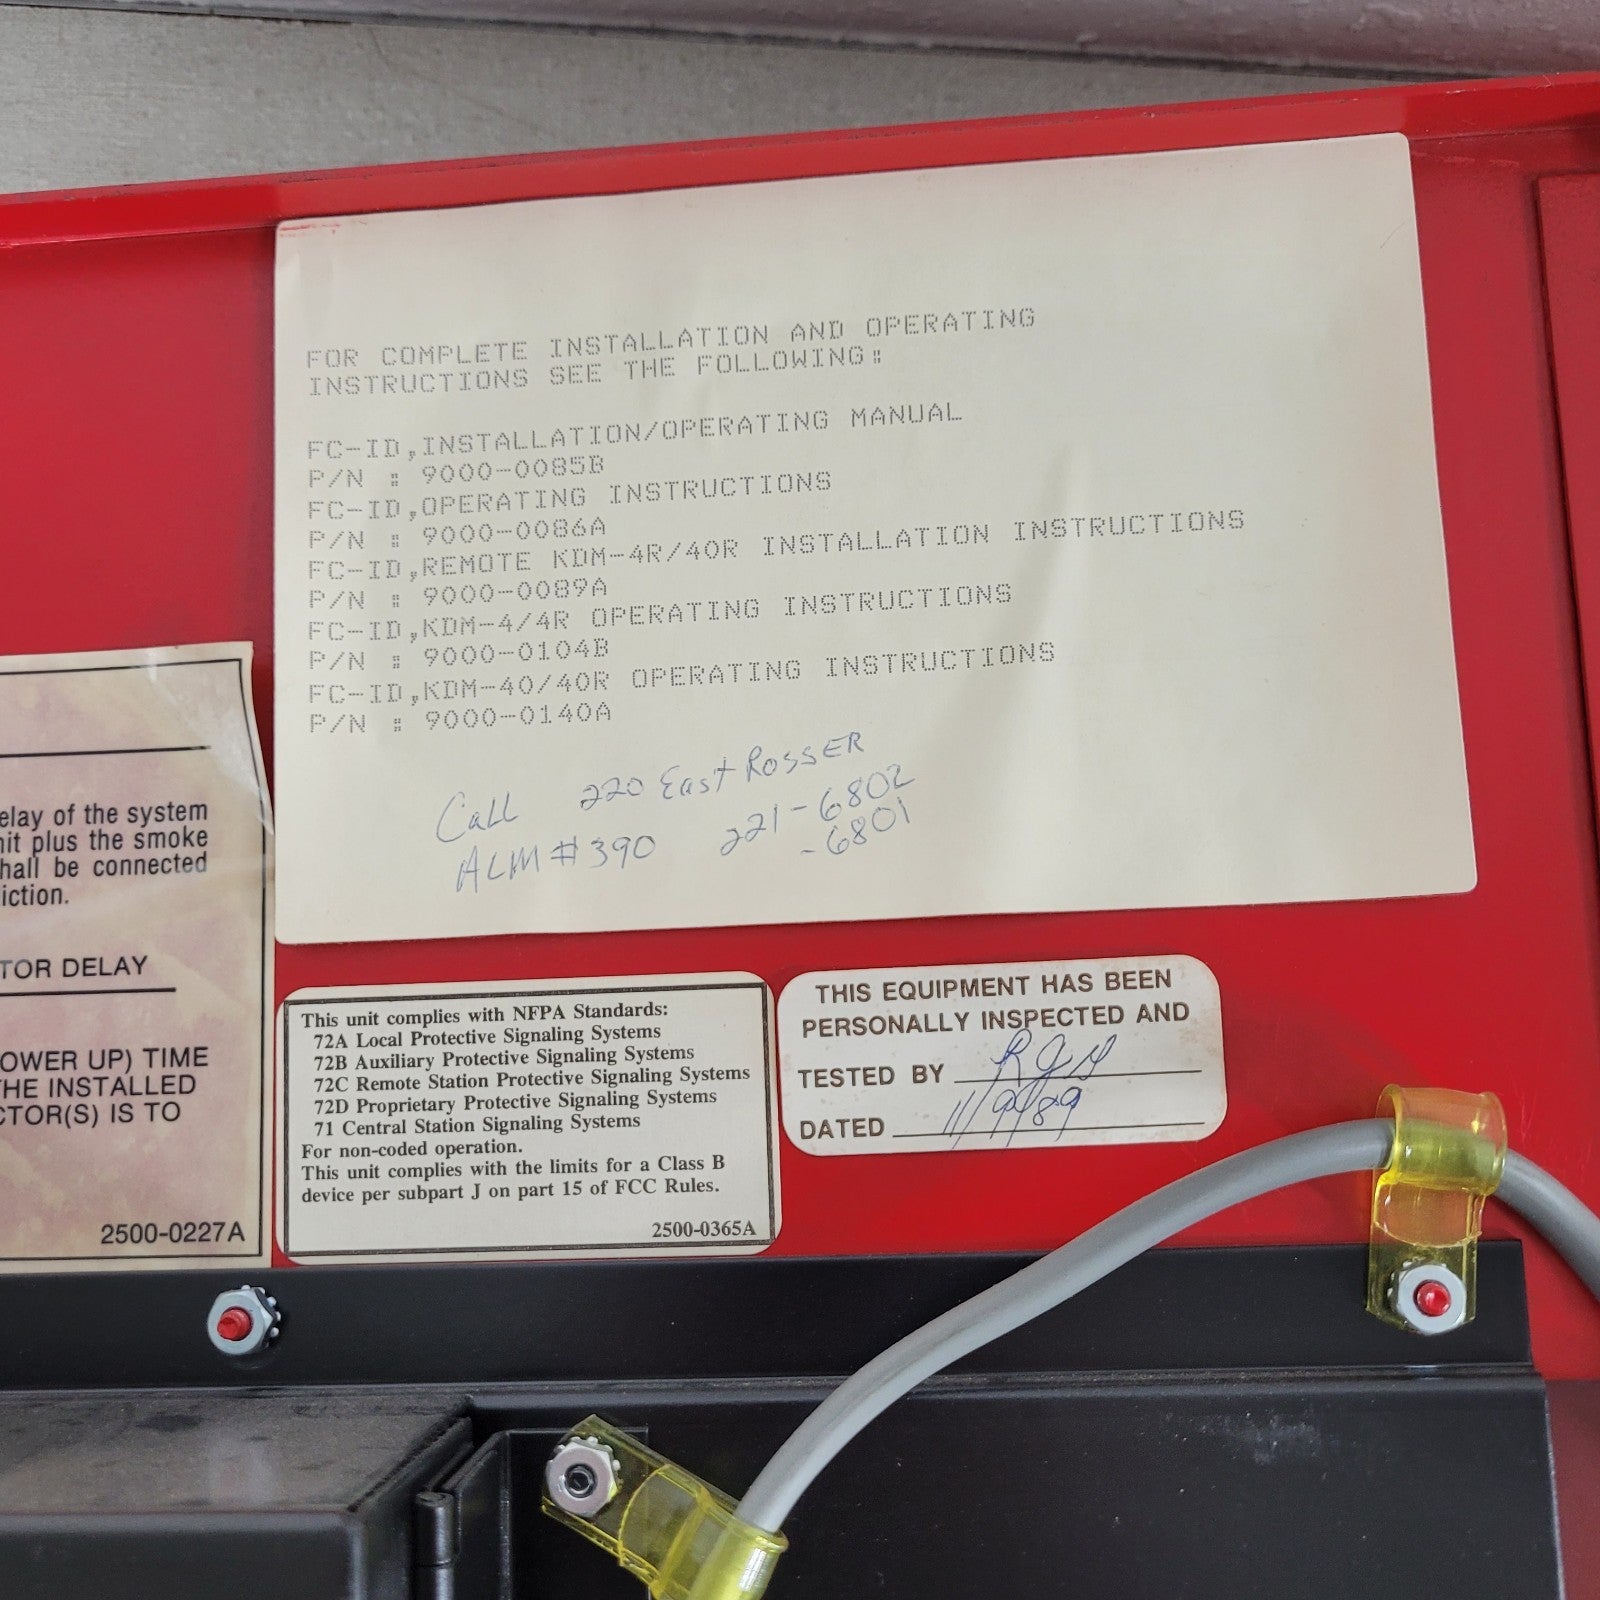 FOR COMPLETE INSTALLATION AND OPERATING
INSTRUCTIONS SEE THE FOLLOWING:
FC-ID,INSTALLATION/OPERATING MANUAL
P/N : 9000-0085B
FC-ID,OPERATING INSTRUCTIONS
P/N : 9000-0086A
FC-ID,REMOTE KDM-4R/40R INSTALLATION INSTRUCTIONS
P/N : 9000-0089A
FC-ID,KDM-4/4R OPERATING INSTRUCTIONS
P/N : 9000-0104B
FC-ID,KDM-40/40R OPERATING INSTRUCTIONS
P/N : 9000-0140A
Call 220 East Rosser
ALM #390 221-6802
-6801
elay of the system
it plus the smoke
hall be connected
iction.
TOR DELAY
OWER UP) TIME
HE INSTALLED
CTOR(S) IS TO
2500-0227A
This unit complies with NFPA Standards:
72A Local Protective Signaling Systems
72B Auxiliary Protective Signaling Systems
72C Remote Station Protective Signaling Systems
72D Proprietary Protective Signaling Systems
71 Central Station Signaling Systems
For non-coded operation.
This unit complies with the limits for a Class B
device per subpart J on part 15 of FCC Rules.
2500-0365A
THIS EQUIPMENT HAS BEEN
PERSONALLY INSPECTED AND
TESTED BY
DATED 11/9/89